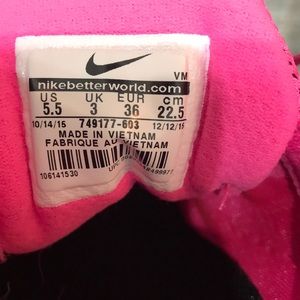 VM
nikebetterworld.com
US UK EUR cm
5.5 3 36 22.5
10/14/15 749177-603 12/12/15
MADE IN VIETNAM
FABRIQUE AU VIETNAM
106141530